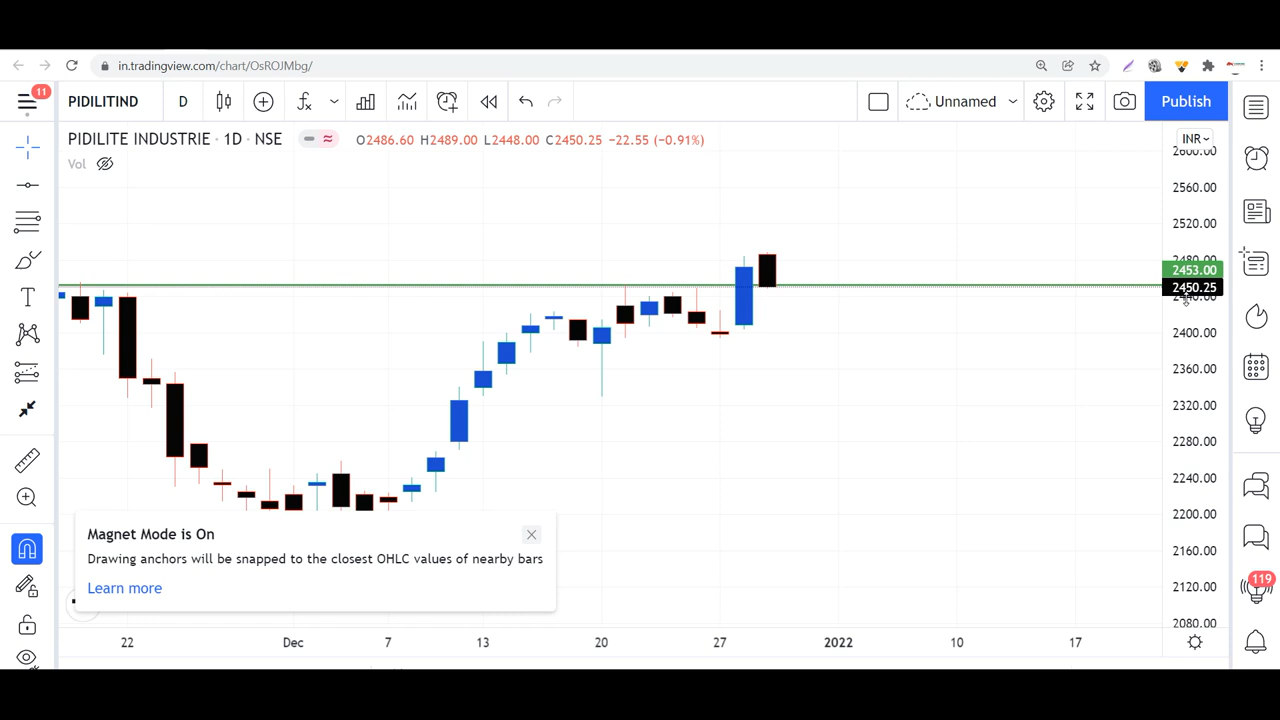 in.tradingview.com/chart/OsROJMbg/
11
PIDILITIND D Unnamed Publish
PIDILITE INDUSTRIE · 1D · NSE O2486.60 H2489.00 L2448.00 C2450.25 −22.55 (−0.91%)
INR
Vol
2600.00
2560.00
2520.00
2480.00
2453.00
2450.25
2440.00
2400.00
2360.00
2320.00
2280.00
2240.00
2200.00
2160.00
2120.00
2080.00
Magnet Mode is On
Drawing anchors will be snapped to the closest OHLC values of nearby bars
Learn more
119
22 Dec 7 13 20 27 2022 10 17